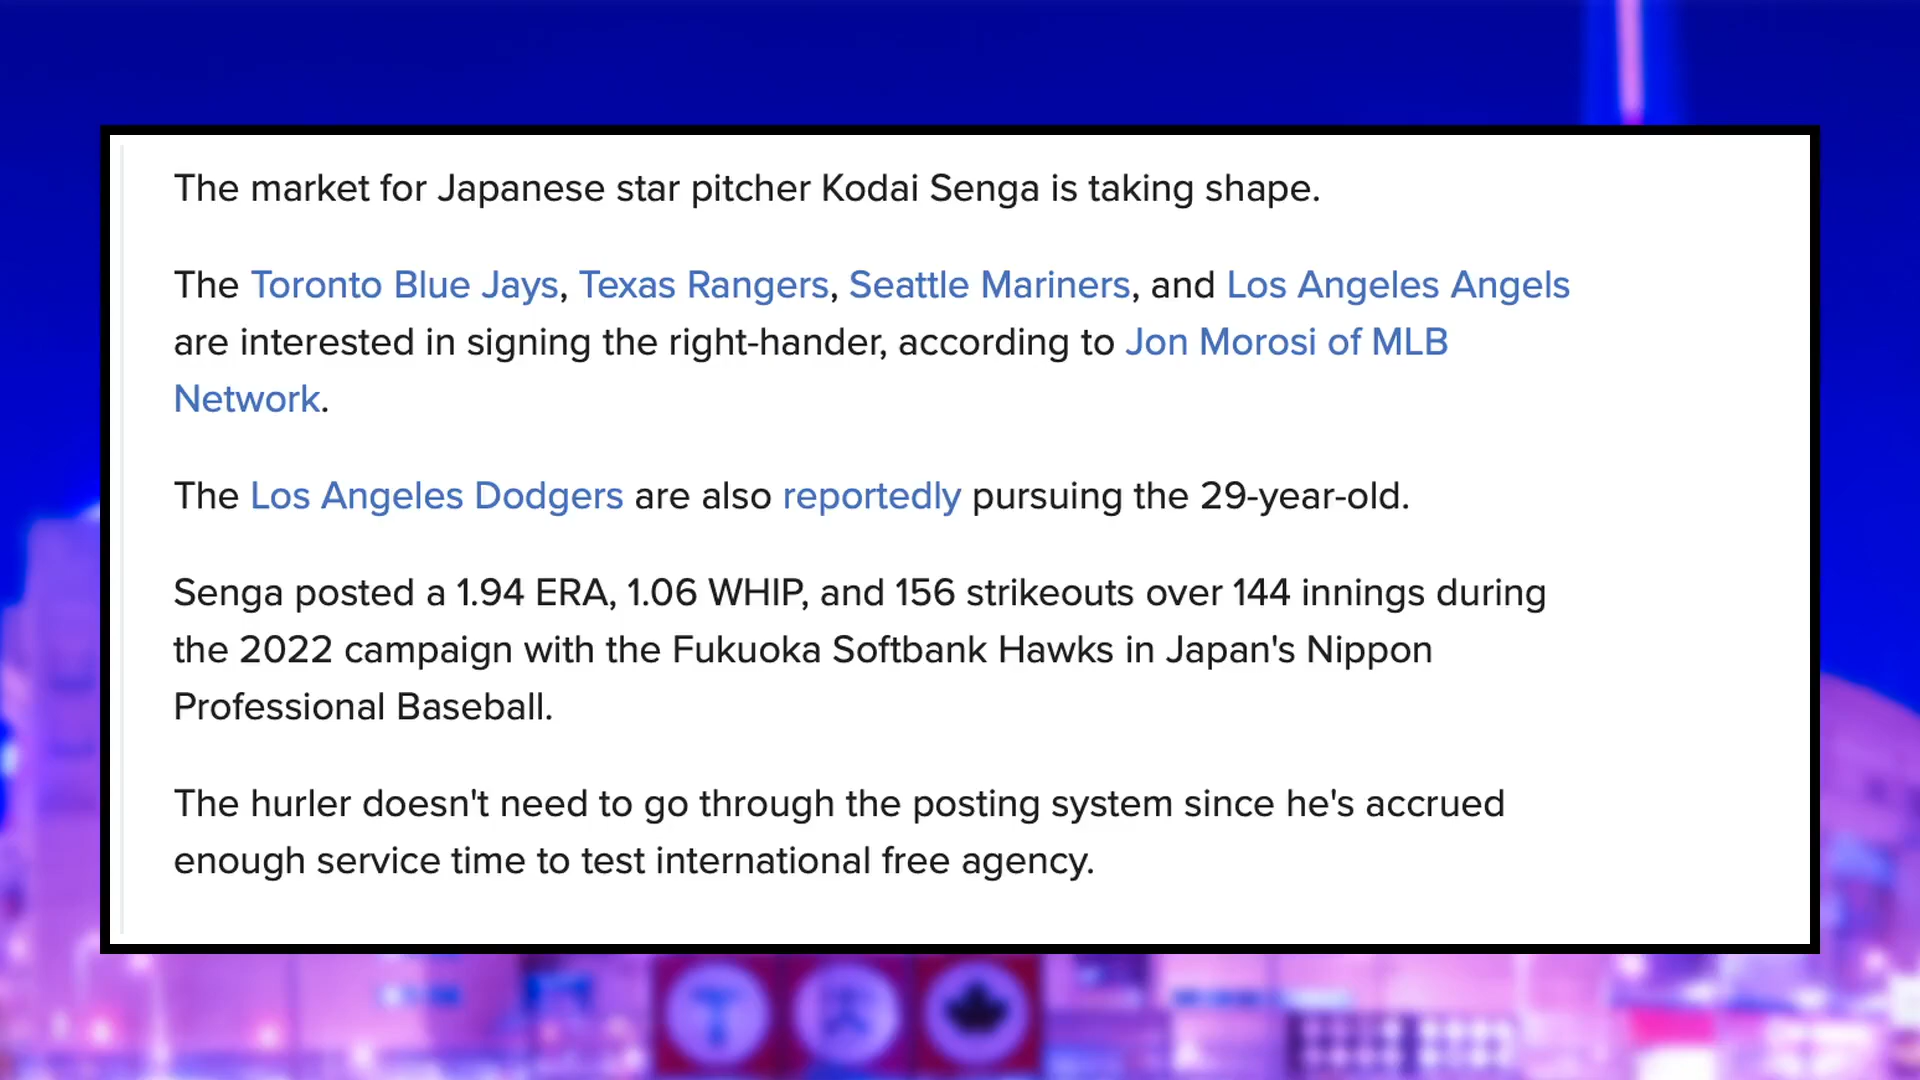 The market for Japanese star pitcher Kodai Senga is taking shape.
The Toronto Blue Jays, Texas Rangers, Seattle Mariners, and Los Angeles Angels
are interested in signing the right-hander, according to Jon Morosi of MLB
Network.
The Los Angeles Dodgers are also reportedly pursuing the 29-year-old.
Senga posted a 1.94 ERA, 1.06 WHIP, and 156 strikeouts over 144 innings during
the 2022 campaign with the Fukuoka Softbank Hawks in Japan's Nippon
Professional Baseball.
The hurler doesn't need to go through the posting system since he's accrued
enough service time to test international free agency.